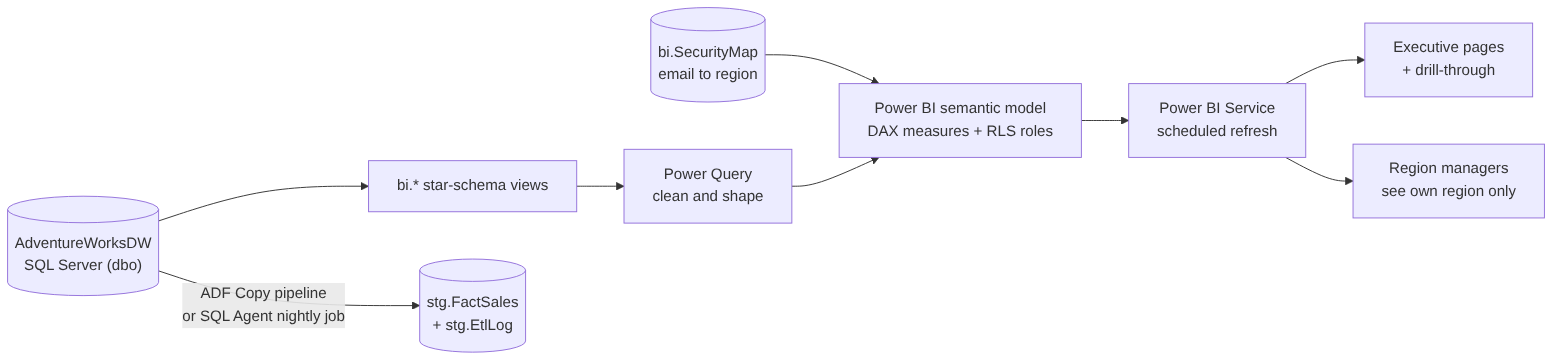 AdventureWorksDW
SQL Server (dbo)
ADF Copy pipeline
or SQL Agent nightly job
bi.* star-schema views
stg.FactSales
+ stg.EtlLog
bi.SecurityMap
email to region
Power Query
clean and shape
Power BI semantic model
DAX measures + RLS roles
Power BI Service
scheduled refresh
Executive pages
+ drill-through
Region managers
see own region only